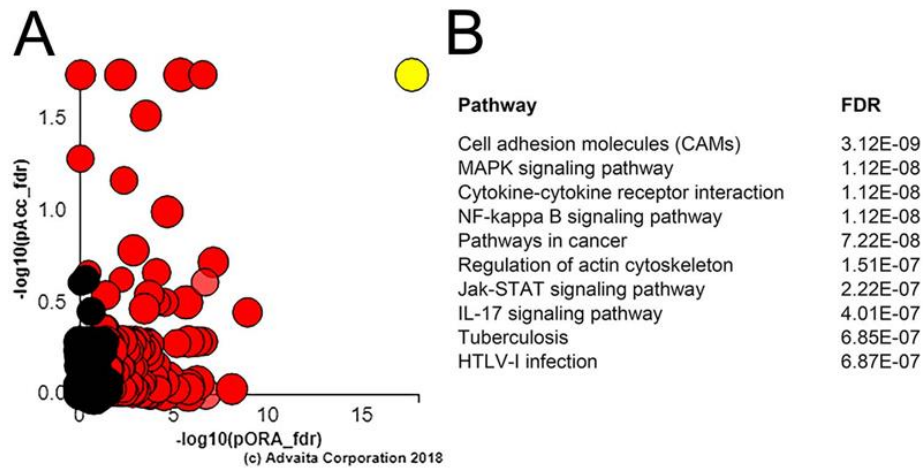 A
B
1.5
1.0
0.5
0.0
-log10(pAcc_fdr)
0 5 10 15
-log10(pORA_fdr)
(c) Advaita Corporation 2018
Pathway FDR
Cell adhesion molecules (CAMs) 3.12E-09
MAPK signaling pathway 1.12E-08
Cytokine-cytokine receptor interaction 1.12E-08
NF-kappa B signaling pathway 1.12E-08
Pathways in cancer 7.22E-08
Regulation of actin cytoskeleton 1.51E-07
Jak-STAT signaling pathway 2.22E-07
IL-17 signaling pathway 4.01E-07
Tuberculosis 6.85E-07
HTLV-I infection 6.87E-07